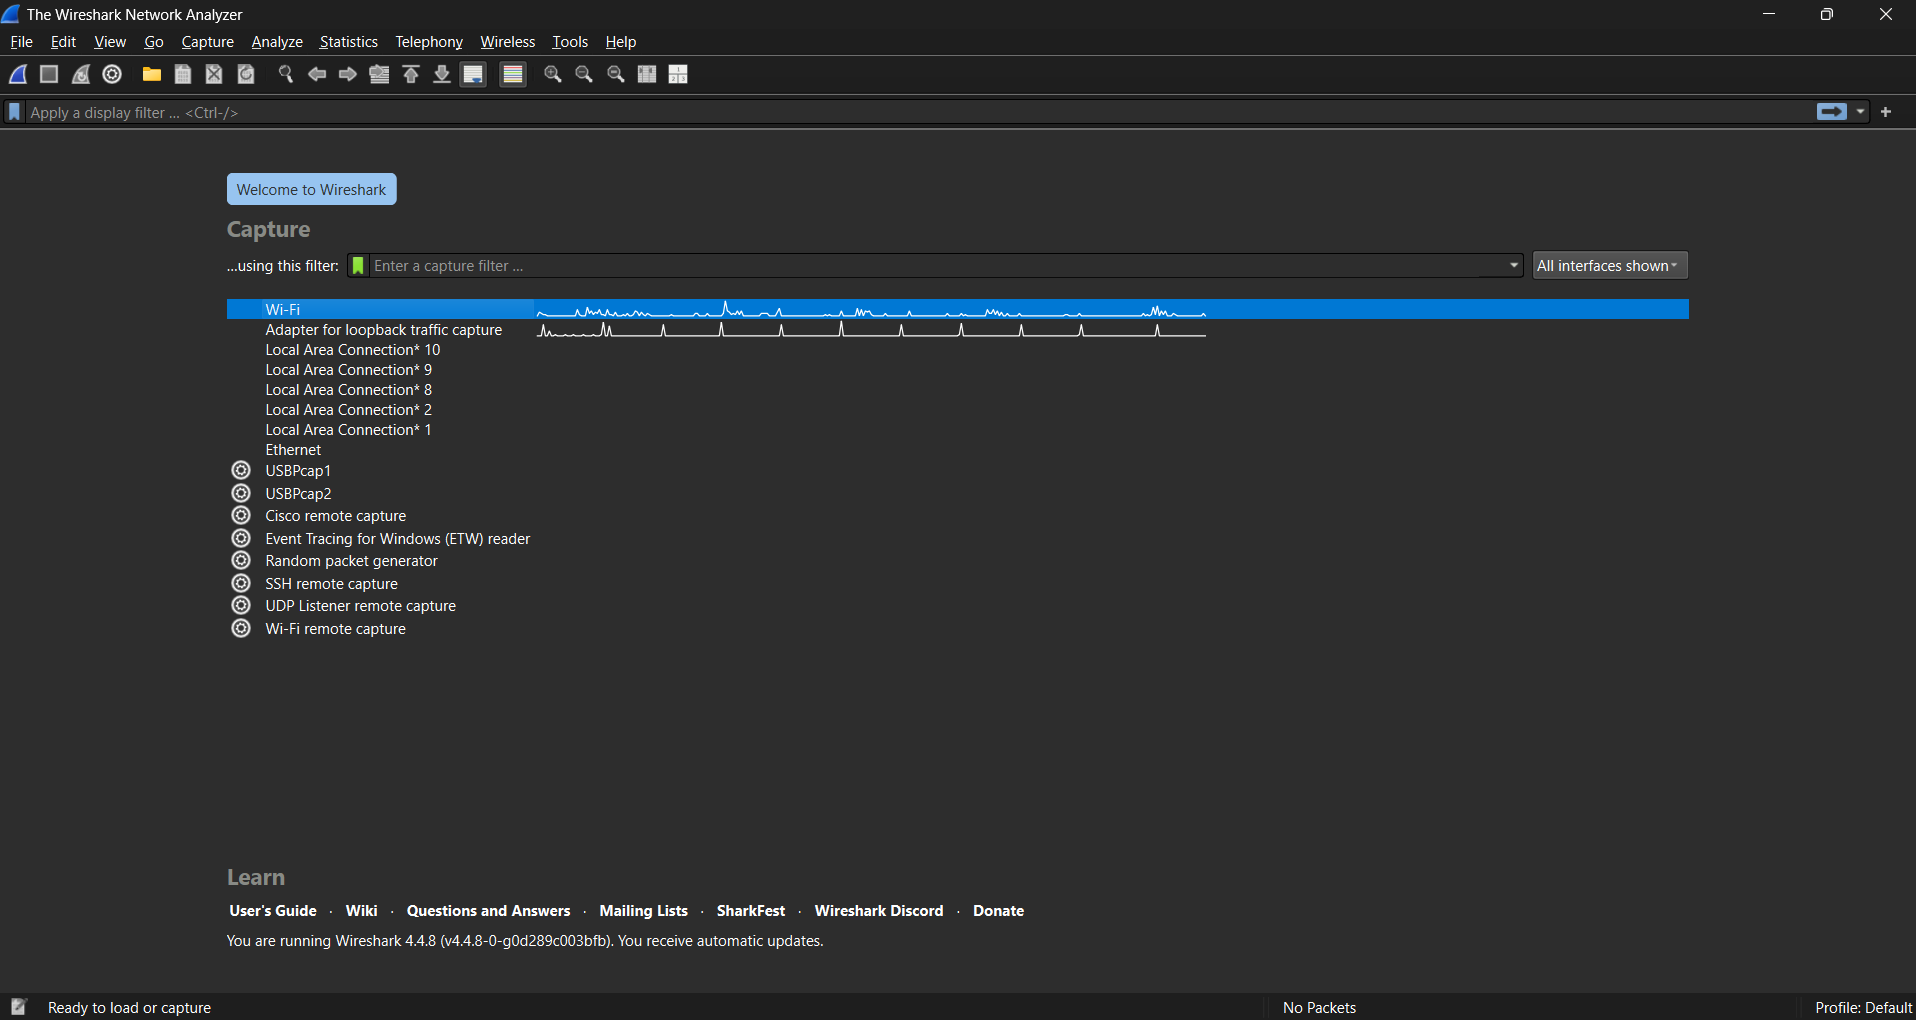 The Wireshark Network Analyzer
File Edit View Go Capture Analyze Statistics Telephony Wireless Tools Help
Apply a display filter ... <Ctrl-/>
Welcome to Wireshark
Capture
...using this filter: Enter a capture filter ... All interfaces shown
Wi-Fi
Adapter for loopback traffic capture
Local Area Connection* 10
Local Area Connection* 9
Local Area Connection* 8
Local Area Connection* 2
Local Area Connection* 1
Ethernet
USBPcap1
USBPcap2
Cisco remote capture
Event Tracing for Windows (ETW) reader
Random packet generator
SSH remote capture
UDP Listener remote capture
Wi-Fi remote capture
Learn
User's Guide · Wiki · Questions and Answers · Mailing Lists · SharkFest · Wireshark Discord · Donate
You are running Wireshark 4.4.8 (v4.4.8-0-g0d289c003bfb). You receive automatic updates.
Ready to load or capture No Packets Profile: Default